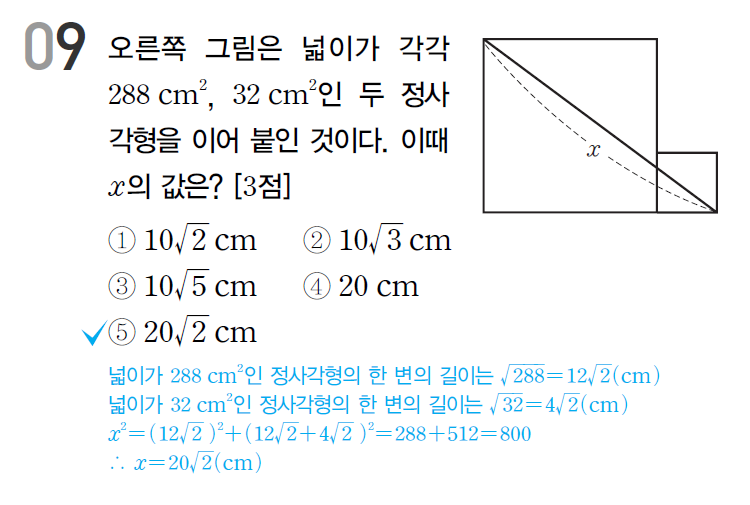 09 오른쪽 그림은 넓이가 각각
288 cm², 32 cm²인 두 정사
각형을 이어 붙인 것이다. 이때
x의 값은? [3점]
x
① 10√2 cm ② 10√3 cm
③ 10√5 cm ④ 20 cm
⑤ 20√2 cm
넓이가 288 cm²인 정사각형의 한 변의 길이는 √288=12√2(cm)
넓이가 32 cm²인 정사각형의 한 변의 길이는 √32=4√2(cm)
x²=(12√2)²+(12√2+4√2)²=288+512=800
∴ x=20√2(cm)